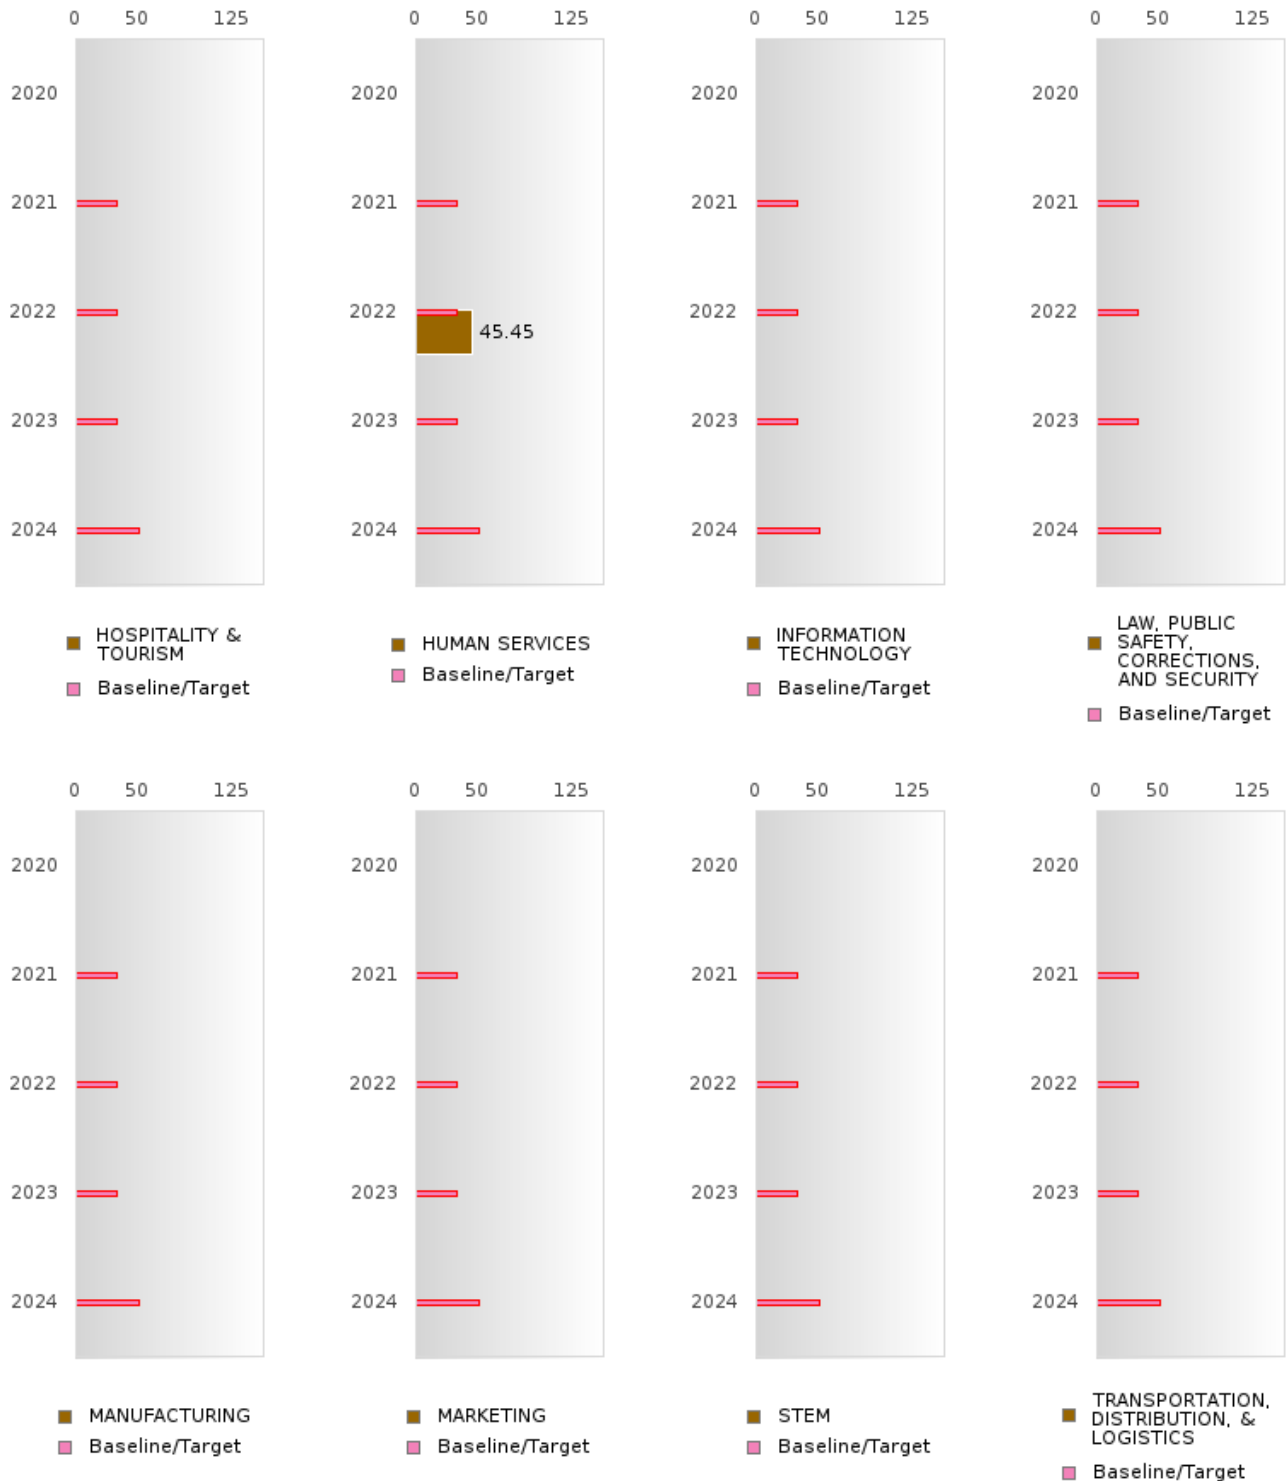 0 50 125 0 50 125 0 50 125 0 50 125
2020 2020 2020 2020
2021 2021 2021 2021
2022 2022 2022 2022
45.45
2023 2023 2023 2023
2024 2024 2024 2024
HOSPITALITY &
TOURISM
Baseline/Target
HUMAN SERVICES
Baseline/Target
INFORMATION
TECHNOLOGY
Baseline/Target
LAW, PUBLIC
SAFETY,
CORRECTIONS,
AND SECURITY
Baseline/Target
0 50 125 0 50 125 0 50 125 0 50 125
2020 2020 2020 2020
2021 2021 2021 2021
2022 2022 2022 2022
2023 2023 2023 2023
2024 2024 2024 2024
MANUFACTURING
Baseline/Target
MARKETING
Baseline/Target
STEM
Baseline/Target
TRANSPORTATION,
DISTRIBUTION, &
LOGISTICS
Baseline/Target